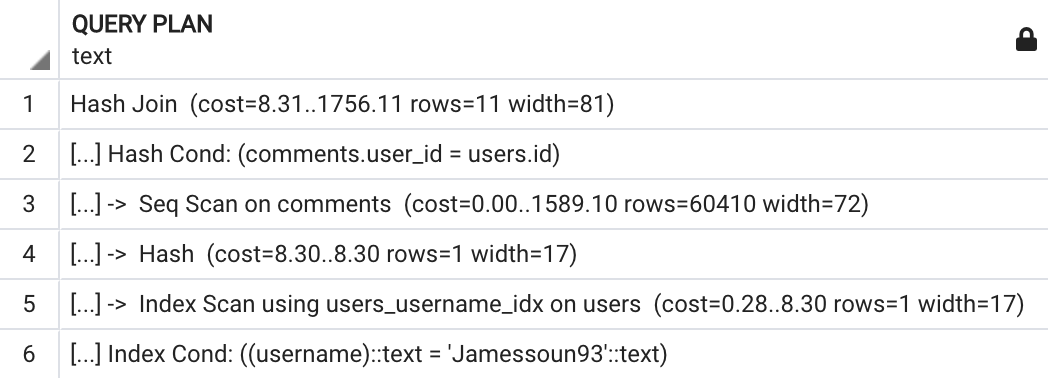 QUERY PLAN
text
1 Hash Join (cost=8.31..1756.11 rows=11 width=81)
2 [...] Hash Cond: (comments.user_id = users.id)
3 [...] -> Seq Scan on comments (cost=0.00..1589.10 rows=60410 width=72)
4 [...] -> Hash (cost=8.30..8.30 rows=1 width=17)
5 [...] -> Index Scan using users_username_idx on users (cost=0.28..8.30 rows=1 width=17)
6 [...] Index Cond: ((username)::text = 'Jamessoun93'::text)